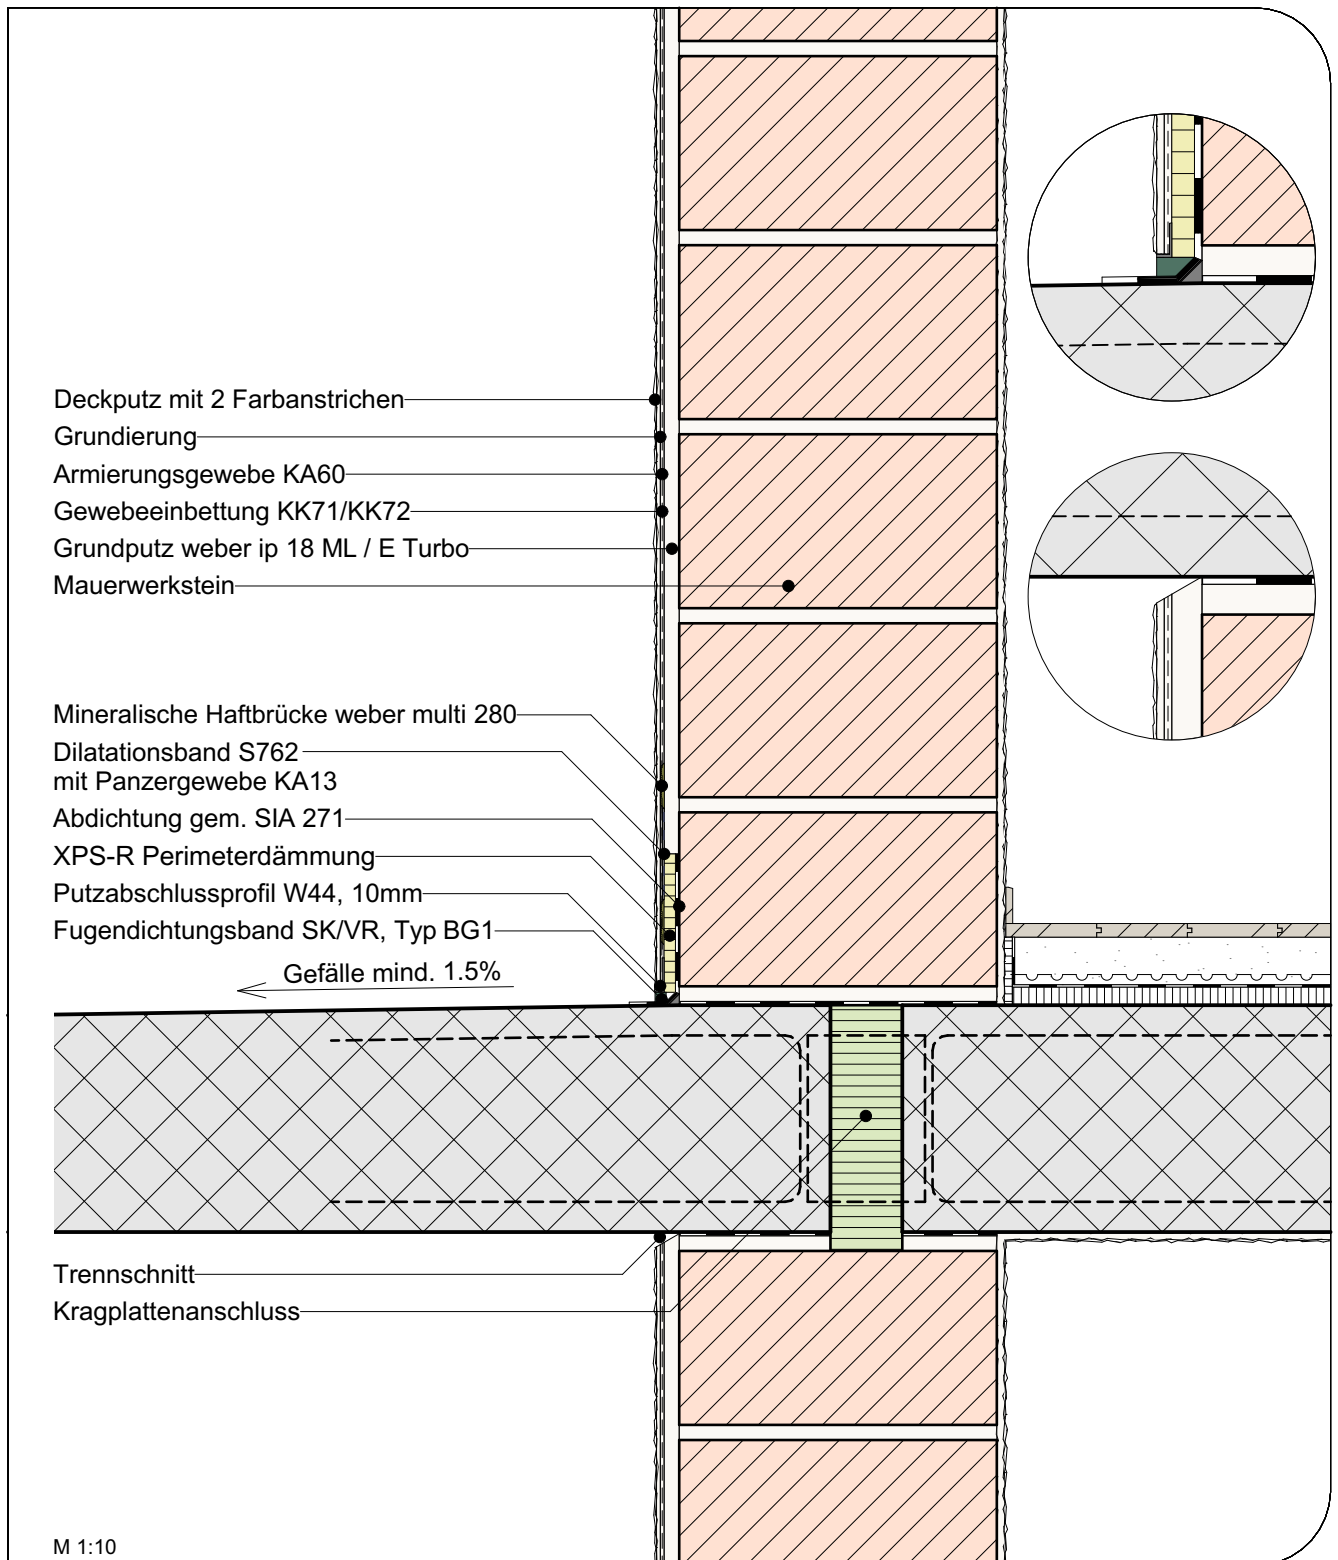 Deckputz mit 2 Farbanstrichen
Grundierung
Armierungsgewebe KA60
Gewebeeinbettung KK71/KK72
Grundputz weber ip 18 ML / E Turbo
Mauerwerkstein
Mineralische Haftbrücke weber multi 280
Dilatationsband S762
mit Panzergewebe KA13
Abdichtung gem. SIA 271
XPS-R Perimeterdämmung
Putzabschlussprofil W44, 10mm
Fugendichtungsband SK/VR, Typ BG1
Gefälle mind. 1.5%
Trennschnitt
Kragplattenanschluss
M 1:10